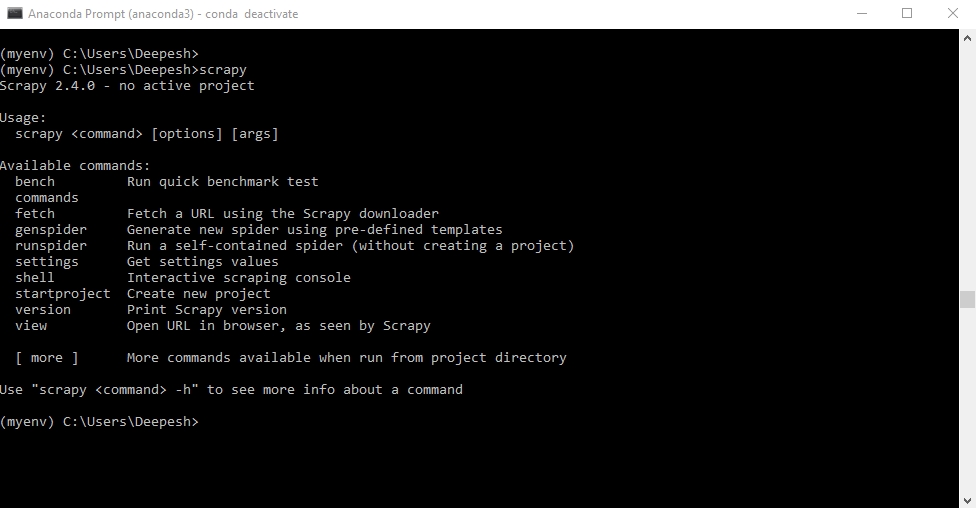 Anaconda Prompt (anaconda3) - conda  deactivate
(myenv) C:\Users\Deepesh>
(myenv) C:\Users\Deepesh>scrapy
Scrapy 2.4.0 - no active project
Usage:
  scrapy <command> [options] [args]
Available commands:
  bench         Run quick benchmark test
  commands
  fetch         Fetch a URL using the Scrapy downloader
  genspider     Generate new spider using pre-defined templates
  runspider     Run a self-contained spider (without creating a project)
  settings      Get settings values
  shell         Interactive scraping console
  startproject  Create new project
  version       Print Scrapy version
  view          Open URL in browser, as seen by Scrapy
  [ more ]      More commands available when run from project directory
Use "scrapy <command> -h" to see more info about a command
(myenv) C:\Users\Deepesh>